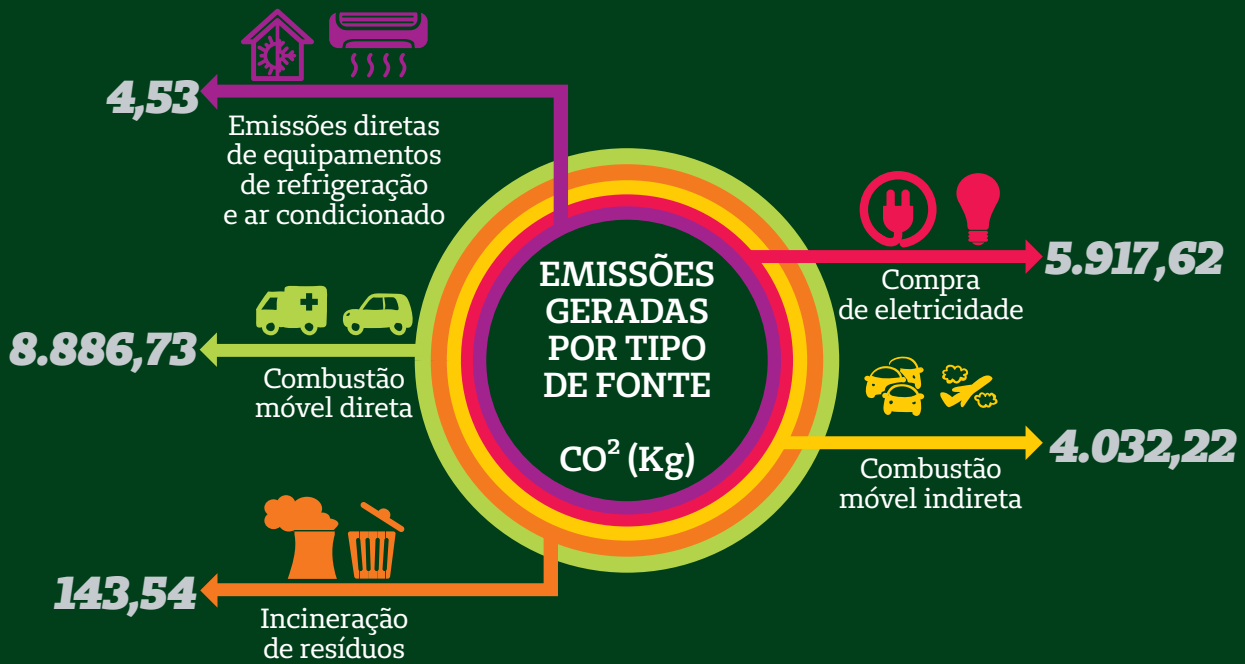 4,53
Emissões diretas
de equipamentos
de refrigeração
e ar condicionado
8.886,73
Combustão
móvel direta
143,54
Incineração
de resíduos
EMISSÕES
GERADAS
POR TIPO
DE FONTE
CO² (Kg)
5.917,62
Compra
de eletricidade
4.032,22
Combustão
móvel indireta